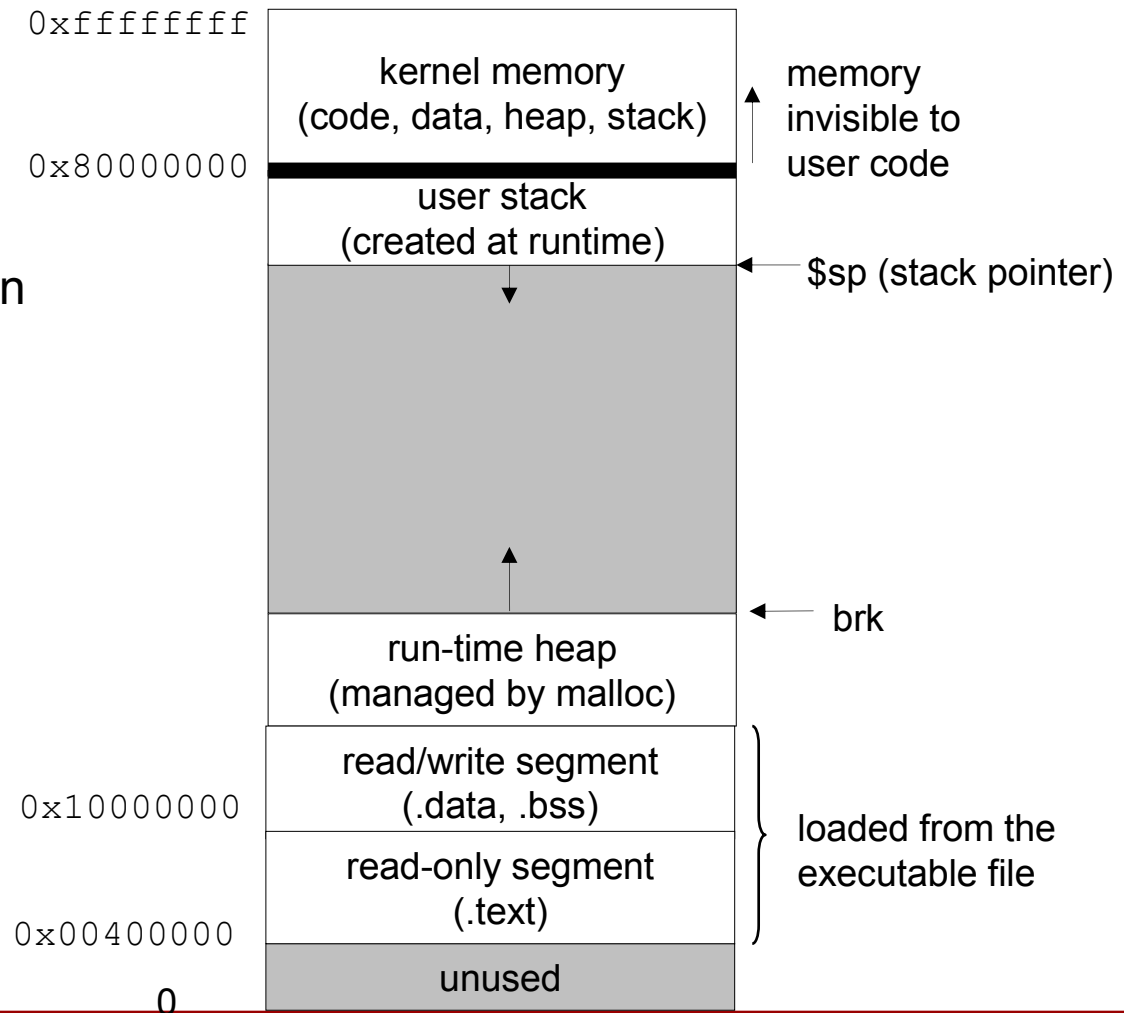 0xffffffff
kernel memory
(code, data, heap, stack)
memory
invisible to
user code
0x80000000
user stack
(created at runtime)
$sp (stack pointer)
n
brk
run-time heap
(managed by malloc)
read/write segment
(.data, .bss)
0x10000000
loaded from the
executable file
read-only segment
(.text)
0x00400000
unused
0